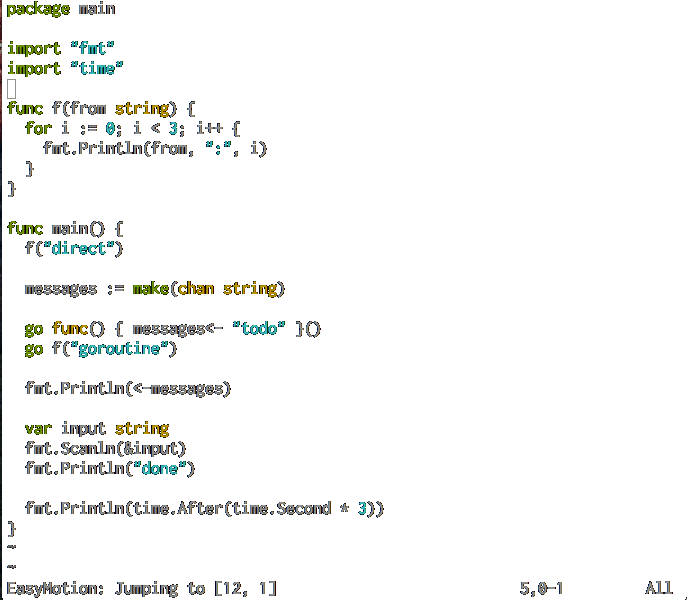 package main
import "fmt"
import "time"
func f(from string) {
for i := 0; i < 3; i++ {
fmt.Println(from, ":", i)
}
}
func main() {
f("direct")
messages := make(chan string)
go func() { messages<- "todo" }()
go f("goroutine")
fmt.Println(<-messages)
var input string
fmt.Scanln(&input)
fmt.Println("done")
fmt.Println(time.After(time.Second * 3))
}
~
~
EasyMotion: Jumping to [12, 1] 5,0-1 All